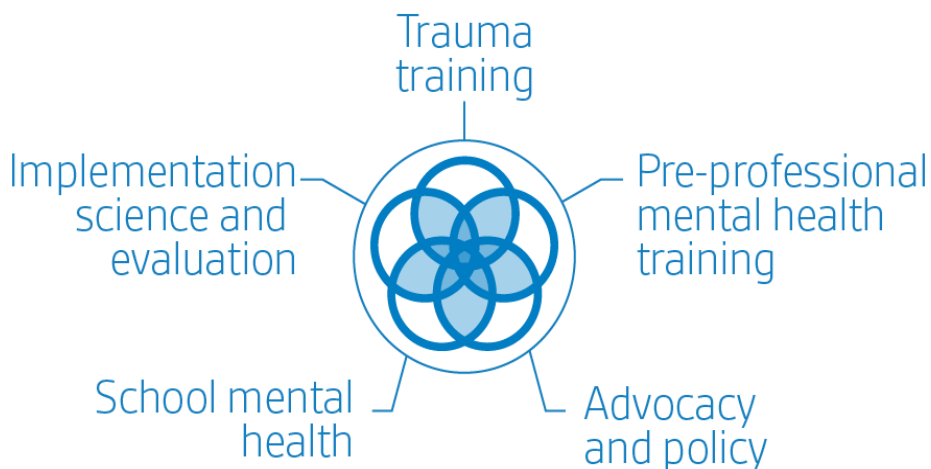 Trauma
training
Implementation
science and
evaluation
Pre-professional
mental health
training
School mental
health
Advocacy
and policy